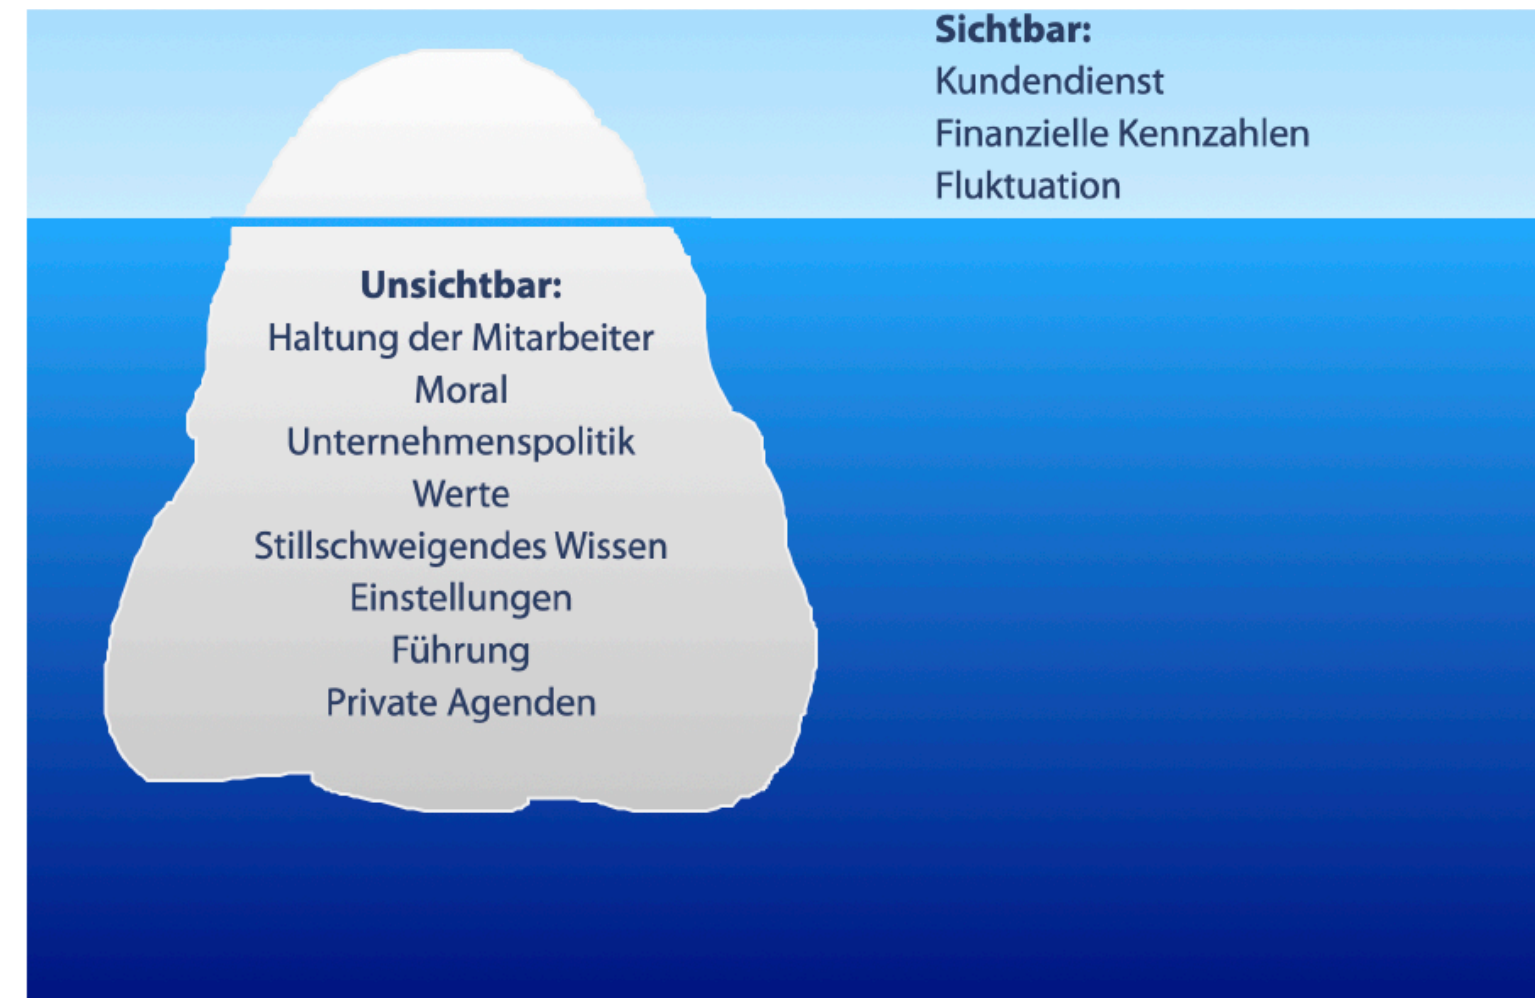 Sichtbar:
Kundendienst
Finanzielle Kennzahlen
Fluktuation
Unsichtbar:
Haltung der Mitarbeiter
Moral
Unternehmenspolitik
Werte
Stillschweigendes Wissen
Einstellungen
Führung
Private Agenden